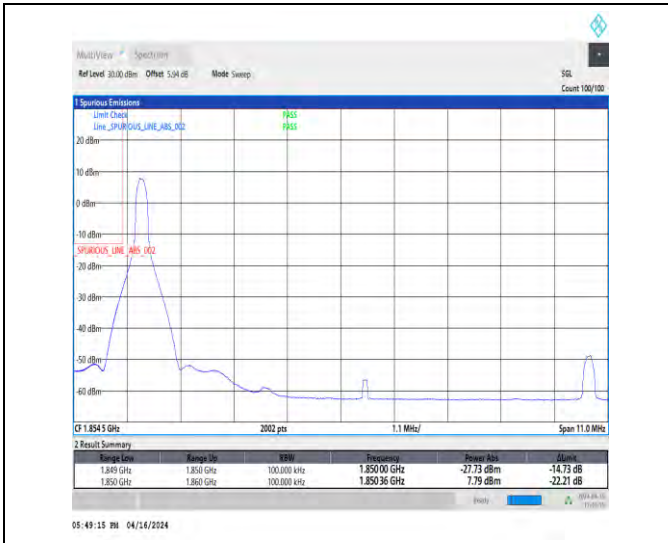 MultiView Spectrum
Ref Level 30.00 dBm Offset 5.94 dB Mode Sweep SGL
Count 100/100
1 Spurious Emissions
Limit Check PASS
Line _SPURIOUS_LINE_ABS_002 PASS
20 dBm
10 dBm
0 dBm
-10 dBm
_SPURIOUS_LINE_ABS_002
-20 dBm
-30 dBm
-40 dBm
-50 dBm
-60 dBm
CF 1.854 5 GHz 2002 pts 1.1 MHz/ Span 11.0 MHz
2 Result Summary
Range Low Range Up RBW Frequency Power Abs ΔLimit
1.849 GHz 1.850 GHz 100.000 kHz 1.850 00 GHz -27.73 dBm -14.73 dB
1.850 GHz 1.860 GHz 100.000 kHz 1.850 36 GHz 7.79 dBm -22.21 dB
Ready
05:49:15 PM 04/16/2024